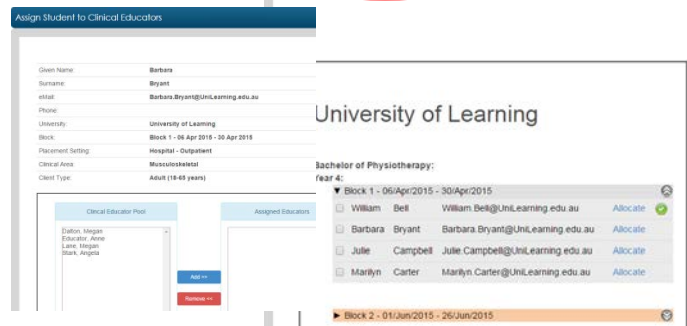 Assign Student to Clinical Educators
Given Name: Barbara
Surname: Bryant
eMail: Barbara.Bryant@UniLearning.edu.au
Phone:
University: University of Learning
Block: Block 1 - 06 Apr 2015 - 30 Apr 2015
Placement Setting: Hospital - Outpatient
Clinical Area: Musculoskeletal
Client Type: Adult (18-65 years)
Clinical Educator Pool
Assigned Educators
Dalton, Megan
Educator, Anne
Lane, Megan
Stark, Angela
Add >>
Remove <<
University of Learning
Bachelor of Physiotherapy:
Year 4:
▼ Block 1 - 06/Apr/2015 - 30/Apr/2015
William Bell William.Bell@UniLearning.edu.au Allocate
Barbara Bryant Barbara.Bryant@UniLearning.edu.au Allocate
Julie Campbell Julie.Campbell@UniLearning.edu.au Allocate
Marilyn Carter Marilyn.Carter@UniLearning.edu.au Allocate
► Block 2 - 01/Jun/2015 - 26/Jun/2015